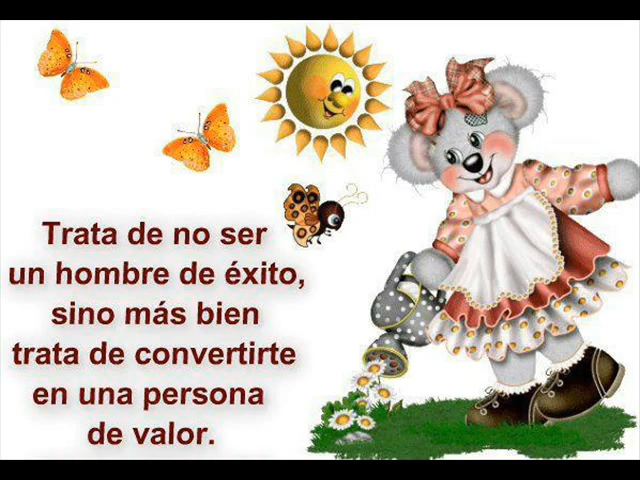 Trata de no ser
un hombre de éxito,
sino más bien
trata de convertirte
en una persona
de valor.